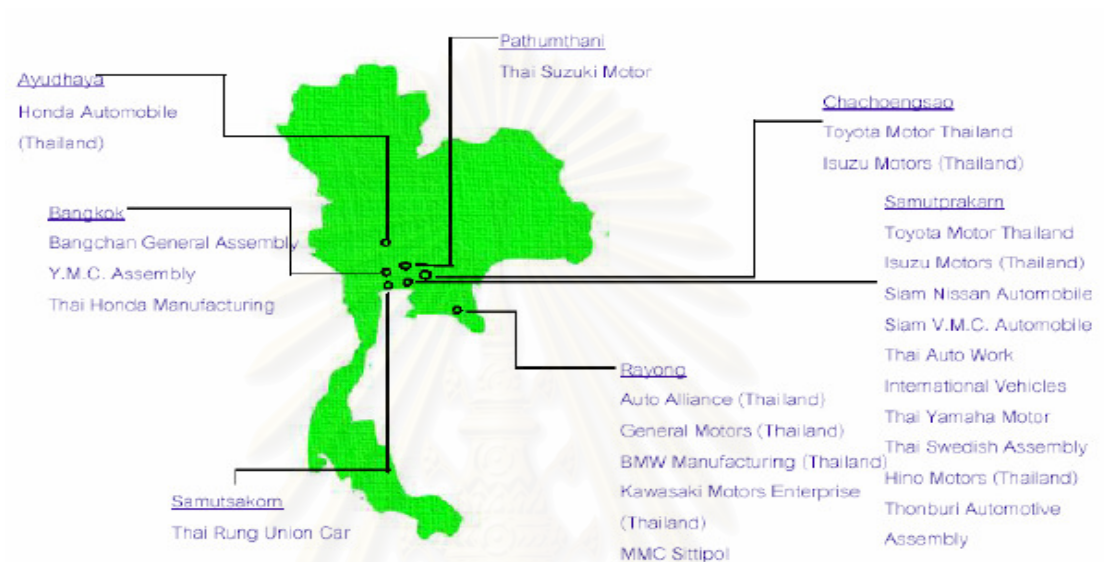 Pathumthani
Thai Suzuki Motor
Ayudhaya
Honda Automobile
(Thailand)
Chachoengsao
Toyota Motor Thailand
Isuzu Motors (Thailand)
Bangkok
Bangchan General Assembly
Y.M.C. Assembly
Thai Honda Manufacturing
Samutprakarn
Toyota Motor Thailand
Isuzu Motors (Thailand)
Siam Nissan Automobile
Siam V.M.C. Automobile
Thai Auto Work
International Vehicles
Thai Yamaha Motor
Thai Swedish Assembly
Hino Motors (Thailand)
Thonburi Automotive
Assembly
Rayong
Auto Alliance (Thailand)
General Motors (Thailand)
BMW Manufacturing (Thailand)
Kawasaki Motors Enterprise
(Thailand)
MMC Sittipol
Samutsakorn
Thai Rung Union Car